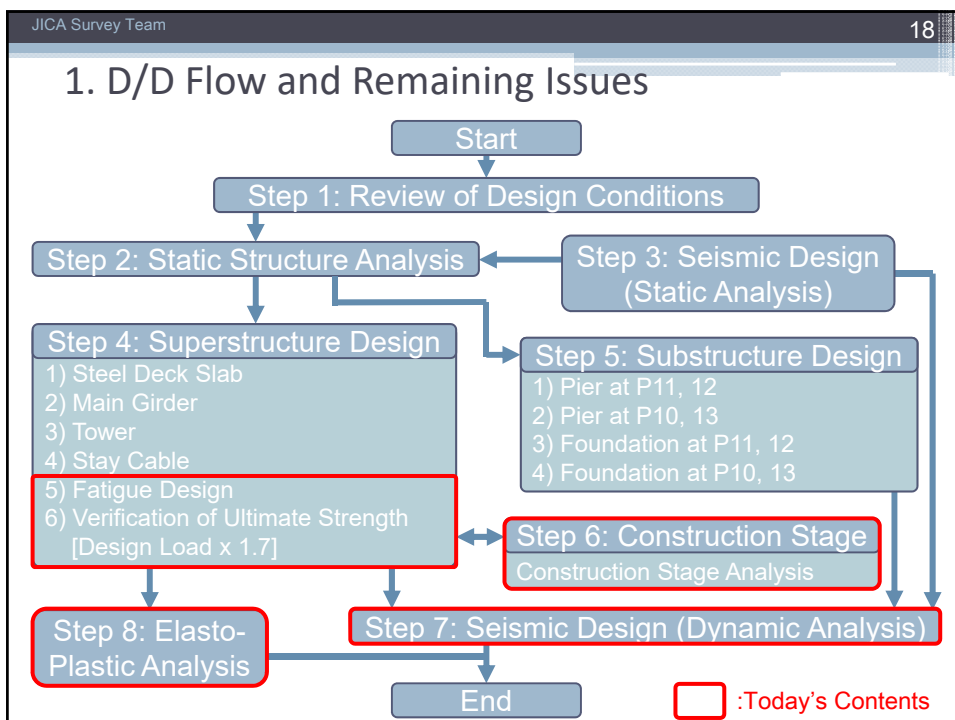 JICA Survey Team
18
1. D/D Flow and Remaining Issues
Start
Step 1: Review of Design Conditions
Step 2: Static Structure Analysis
Step 3: Seismic Design
(Static Analysis)
Step 4: Superstructure Design
1) Steel Deck Slab
2) Main Girder
3) Tower
4) Stay Cable
5) Fatigue Design
6) Verification of Ultimate Strength
[Design Load x 1.7]
Step 5: Substructure Design
1) Pier at P11, 12
2) Pier at P10, 13
3) Foundation at P11, 12
4) Foundation at P10, 13
Step 6: Construction Stage
Construction Stage Analysis
Step 8: Elasto-
Plastic Analysis
Step 7: Seismic Design (Dynamic Analysis)
End
:Today's Contents